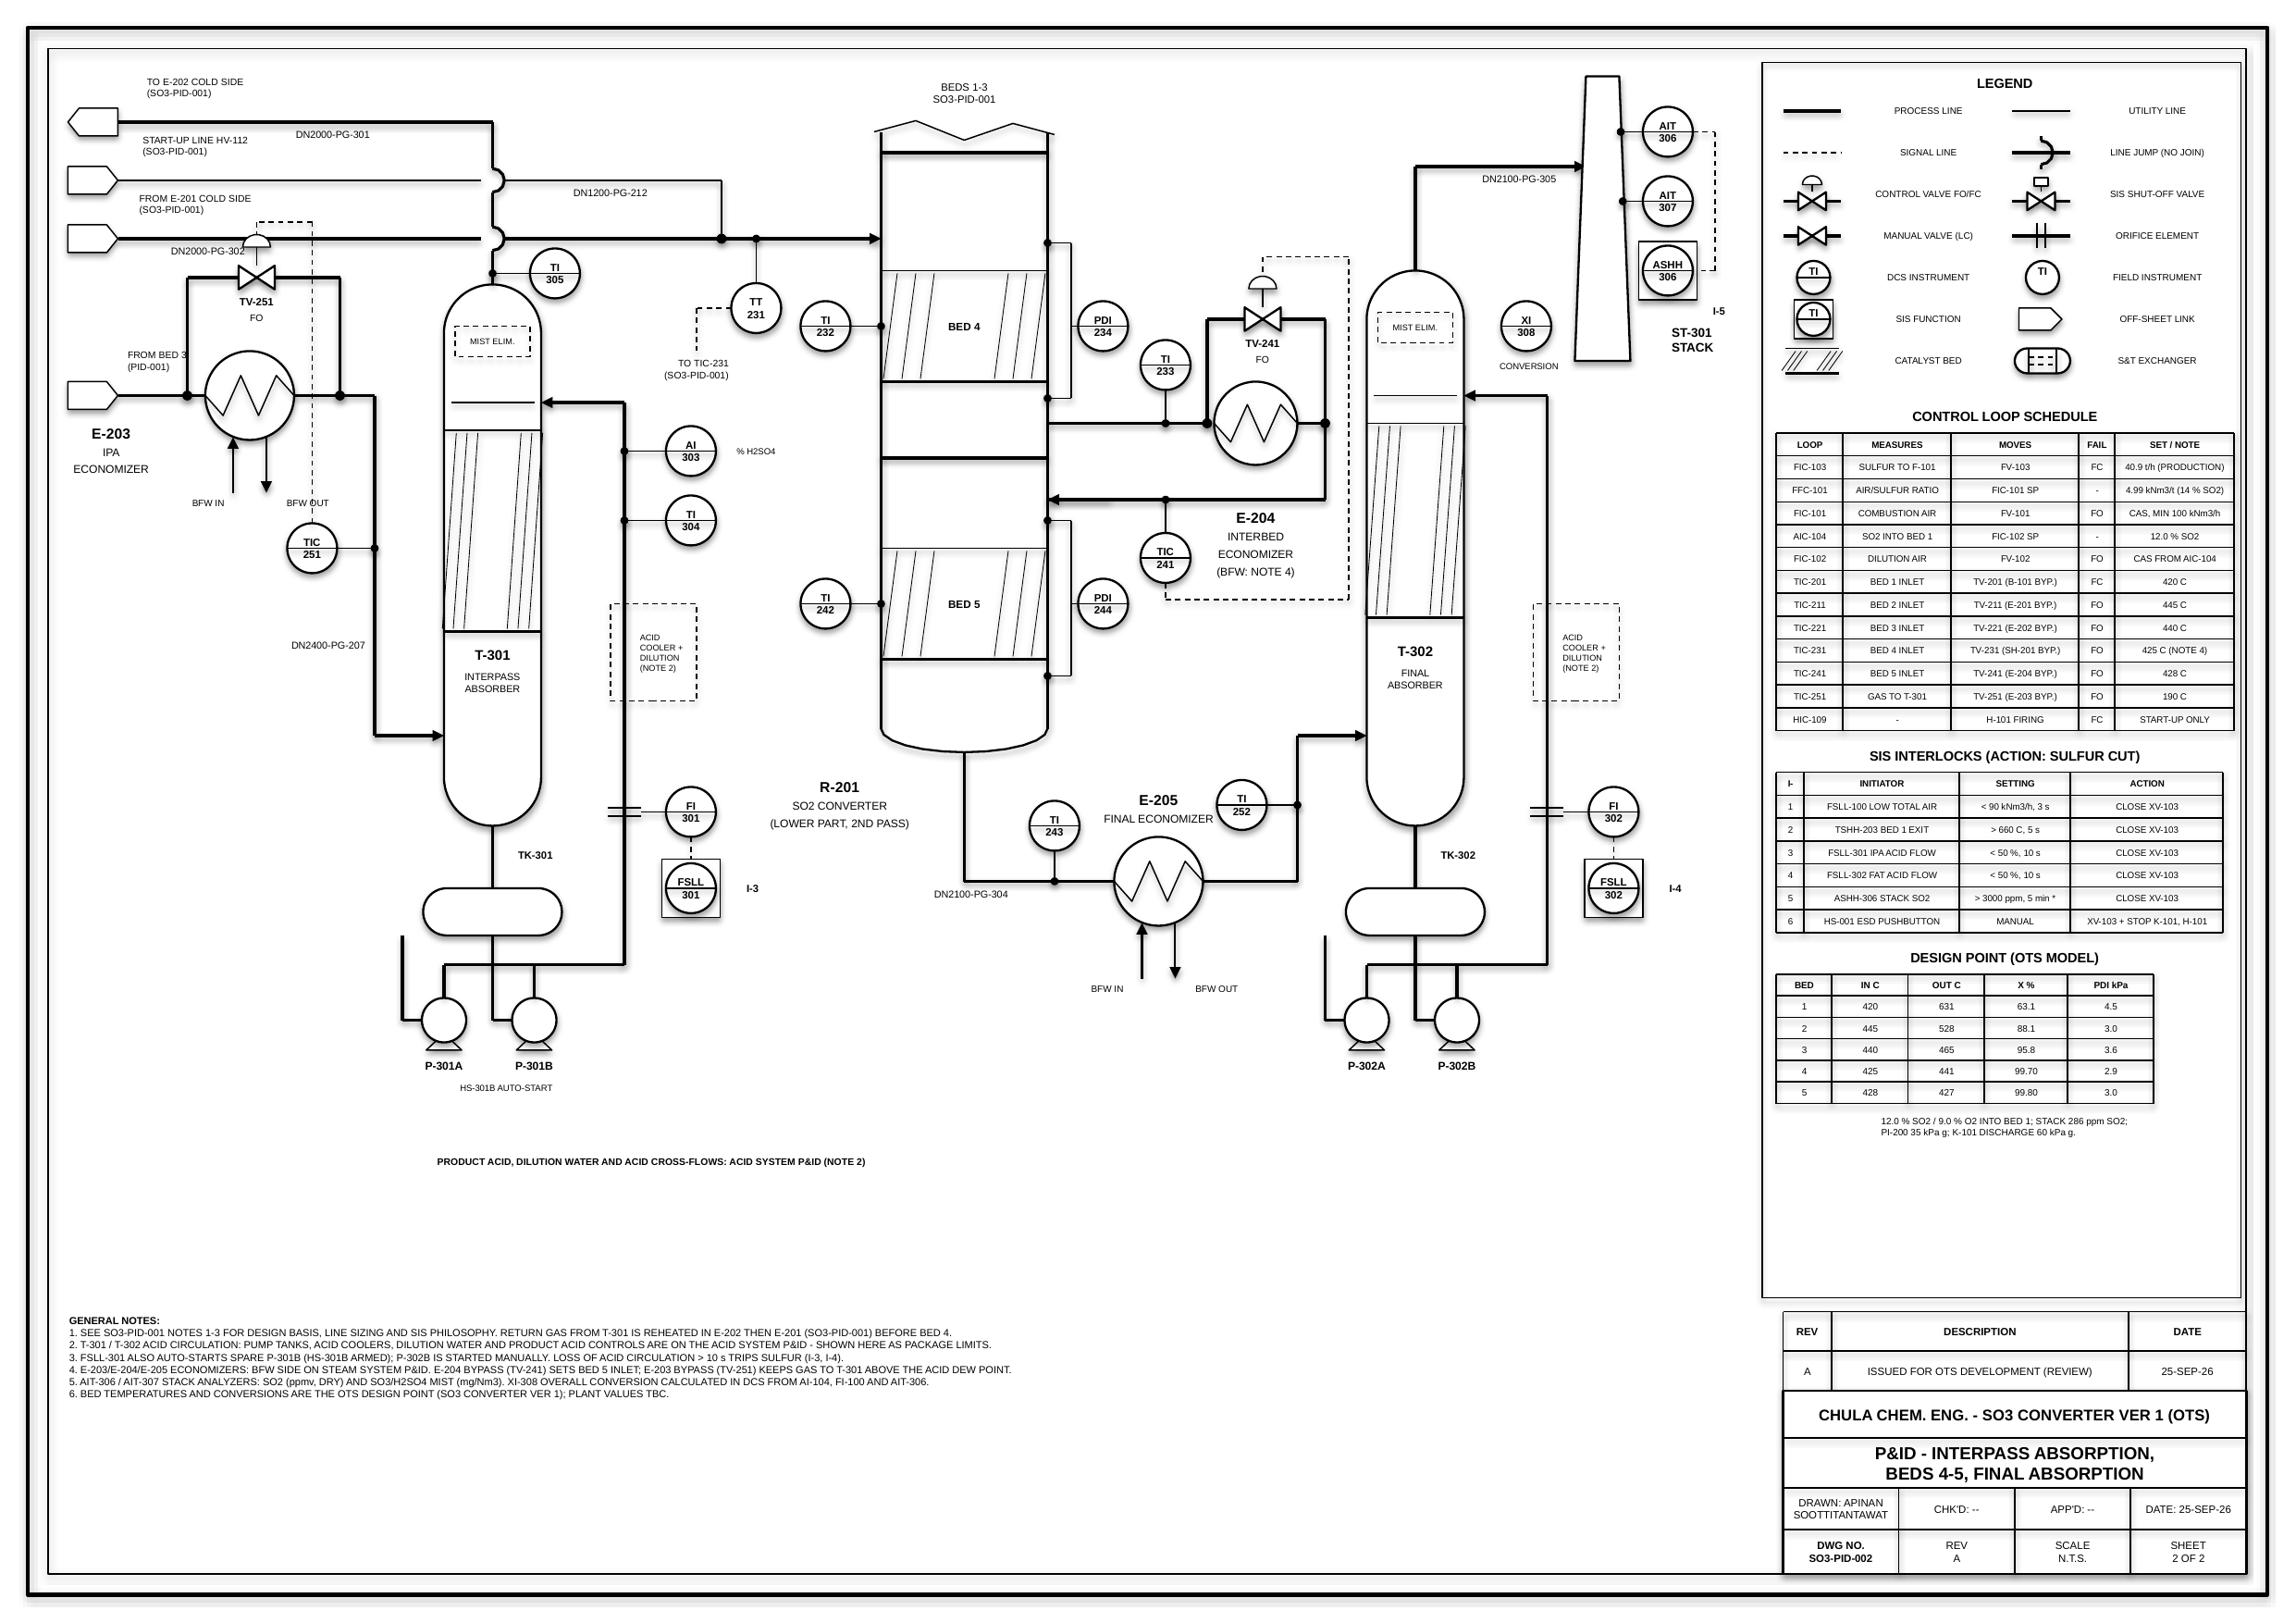 TO E-202 COLD SIDE
(SO3-PID-001)
DN2000-PG-301
START-UP LINE HV-112
(SO3-PID-001)
DN1200-PG-212
FROM E-201 COLD SIDE
(SO3-PID-001)
DN2000-PG-302
TV-251
FO
FROM BED 3
(PID-001)
E-203
IPA
ECONOMIZER
BFW IN
BFW OUT
TIC
251
DN2400-PG-207
TI
305
MIST ELIM.
T-301
INTERPASS
ABSORBER
TT
231
TO TIC-231
(SO3-PID-001)
AI
303
% H2SO4
TI
304
ACID
COOLER +
DILUTION
(NOTE 2)
FI
301
FSLL
301
I-3
TK-301
P-301A
P-301B
HS-301B AUTO-START
BEDS 1-3
SO3-PID-001
TI
232
BED 4
PDI
234
TI
233
TV-241
FO
E-204
INTERBED
ECONOMIZER
(BFW: NOTE 4)
TIC
241
TI
242
BED 5
PDI
244
R-201
SO2 CONVERTER
(LOWER PART, 2ND PASS)
DN2100-PG-304
TI
243
E-205
FINAL ECONOMIZER
TI
252
BFW IN
BFW OUT
DN2100-PG-305
MIST ELIM.
T-302
FINAL
ABSORBER
XI
308
CONVERSION
AIT
306
AIT
307
ASHH
306
I-5
ST-301
STACK
ACID
COOLER +
DILUTION
(NOTE 2)
FI
302
FSLL
302
I-4
TK-302
P-302A
P-302B
PRODUCT ACID, DILUTION WATER AND ACID CROSS-FLOWS: ACID SYSTEM P&ID (NOTE 2)
GENERAL NOTES:
1. SEE SO3-PID-001 NOTES 1-3 FOR DESIGN BASIS, LINE SIZING AND SIS PHILOSOPHY. RETURN GAS FROM T-301 IS REHEATED IN E-202 THEN E-201 (SO3-PID-001) BEFORE BED 4.
2. T-301 / T-302 ACID CIRCULATION: PUMP TANKS, ACID COOLERS, DILUTION WATER AND PRODUCT ACID CONTROLS ARE ON THE ACID SYSTEM P&ID - SHOWN HERE AS PACKAGE LIMITS.
3. FSLL-301 ALSO AUTO-STARTS SPARE P-301B (HS-301B ARMED); P-302B IS STARTED MANUALLY. LOSS OF ACID CIRCULATION > 10 s TRIPS SULFUR (I-3, I-4).
4. E-203/E-204/E-205 ECONOMIZERS: BFW SIDE ON STEAM SYSTEM P&ID. E-204 BYPASS (TV-241) SETS BED 5 INLET; E-203 BYPASS (TV-251) KEEPS GAS TO T-301 ABOVE THE ACID DEW POINT.
5. AIT-306 / AIT-307 STACK ANALYZERS: SO2 (ppmv, DRY) AND SO3/H2SO4 MIST (mg/Nm3). XI-308 OVERALL CONVERSION CALCULATED IN DCS FROM AI-104, FI-100 AND AIT-306.
6. BED TEMPERATURES AND CONVERSIONS ARE THE OTS DESIGN POINT (SO3 CONVERTER VER 1); PLANT VALUES TBC.
LEGEND
PROCESS LINE UTILITY LINE
SIGNAL LINE LINE JUMP (NO JOIN)
CONTROL VALVE FO/FC SIS SHUT-OFF VALVE
MANUAL VALVE (LC) ORIFICE ELEMENT
TI DCS INSTRUMENT TI FIELD INSTRUMENT
TI SIS FUNCTION OFF-SHEET LINK
CATALYST BED S&T EXCHANGER
CONTROL LOOP SCHEDULE
LOOP MEASURES MOVES FAIL SET / NOTE
FIC-103 SULFUR TO F-101 FV-103 FC 40.9 t/h (PRODUCTION)
FFC-101 AIR/SULFUR RATIO FIC-101 SP - 4.99 kNm3/t (14 % SO2)
FIC-101 COMBUSTION AIR FV-101 FO CAS, MIN 100 kNm3/h
AIC-104 SO2 INTO BED 1 FIC-102 SP - 12.0 % SO2
FIC-102 DILUTION AIR FV-102 FO CAS FROM AIC-104
TIC-201 BED 1 INLET TV-201 (B-101 BYP.) FC 420 C
TIC-211 BED 2 INLET TV-211 (E-201 BYP.) FO 445 C
TIC-221 BED 3 INLET TV-221 (E-202 BYP.) FO 440 C
TIC-231 BED 4 INLET TV-231 (SH-201 BYP.) FO 425 C (NOTE 4)
TIC-241 BED 5 INLET TV-241 (E-204 BYP.) FO 428 C
TIC-251 GAS TO T-301 TV-251 (E-203 BYP.) FO 190 C
HIC-109 - H-101 FIRING FC START-UP ONLY
SIS INTERLOCKS (ACTION: SULFUR CUT)
I- INITIATOR SETTING ACTION
1 FSLL-100 LOW TOTAL AIR < 90 kNm3/h, 3 s CLOSE XV-103
2 TSHH-203 BED 1 EXIT > 660 C, 5 s CLOSE XV-103
3 FSLL-301 IPA ACID FLOW < 50 %, 10 s CLOSE XV-103
4 FSLL-302 FAT ACID FLOW < 50 %, 10 s CLOSE XV-103
5 ASHH-306 STACK SO2 > 3000 ppm, 5 min * CLOSE XV-103
6 HS-001 ESD PUSHBUTTON MANUAL XV-103 + STOP K-101, H-101
DESIGN POINT (OTS MODEL)
BED IN C OUT C X % PDI kPa
1 420 631 63.1 4.5
2 445 528 88.1 3.0
3 440 465 95.8 3.6
4 425 441 99.70 2.9
5 428 427 99.80 3.0
12.0 % SO2 / 9.0 % O2 INTO BED 1; STACK 286 ppm SO2;
PI-200 35 kPa g; K-101 DISCHARGE 60 kPa g.
REV DESCRIPTION DATE
A ISSUED FOR OTS DEVELOPMENT (REVIEW) 25-SEP-26
CHULA CHEM. ENG. - SO3 CONVERTER VER 1 (OTS)
P&ID - INTERPASS ABSORPTION,
BEDS 4-5, FINAL ABSORPTION
DRAWN: APINAN
SOOTTITANTAWAT
CHK'D: --
APP'D: --
DATE: 25-SEP-26
DWG NO.
SO3-PID-002
REV
A
SCALE
N.T.S.
SHEET
2 OF 2